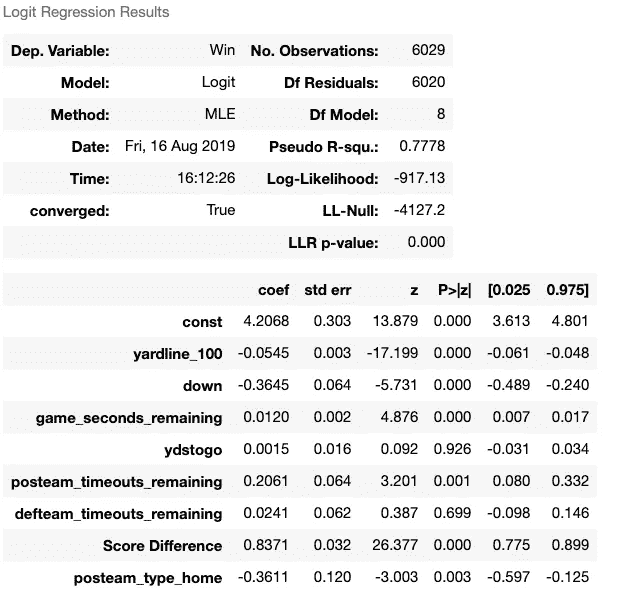 Logit Regression Results
Dep. Variable: Win No. Observations: 6029
Model: Logit Df Residuals: 6020
Method: MLE Df Model: 8
Date: Fri, 16 Aug 2019 Pseudo R-squ.: 0.7778
Time: 16:12:26 Log-Likelihood: -917.13
converged: True LL-Null: -4127.2
LLR p-value: 0.000
coef std err z P>|z| [0.025 0.975]
const 4.2068 0.303 13.879 0.000 3.613 4.801
yardline_100 -0.0545 0.003 -17.199 0.000 -0.061 -0.048
down -0.3645 0.064 -5.731 0.000 -0.489 -0.240
game_seconds_remaining 0.0120 0.002 4.876 0.000 0.007 0.017
ydstogo 0.0015 0.016 0.092 0.926 -0.031 0.034
posteam_timeouts_remaining 0.2061 0.064 3.201 0.001 0.080 0.332
defteam_timeouts_remaining 0.0241 0.062 0.387 0.699 -0.098 0.146
Score Difference 0.8371 0.032 26.377 0.000 0.775 0.899
posteam_type_home -0.3611 0.120 -3.003 0.003 -0.597 -0.125